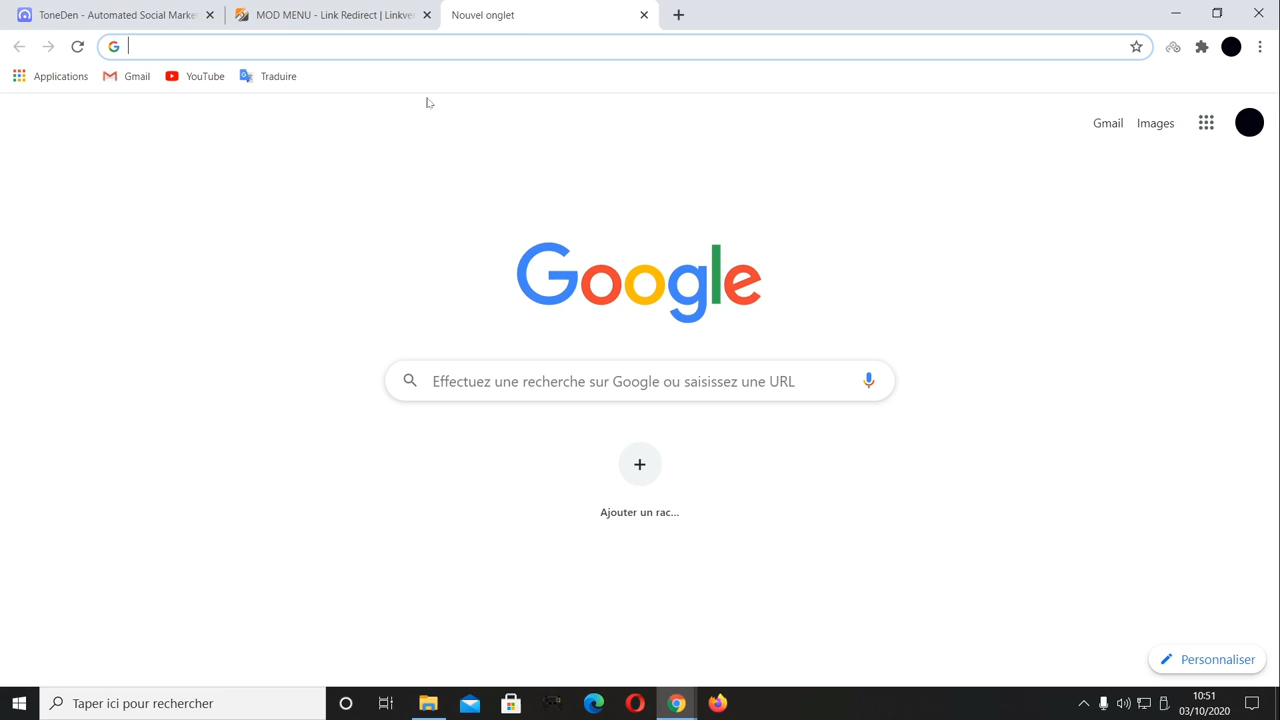 ToneDen - Automated Social Marke
MOD MENU - Link Redirect | Linkver
Nouvel onglet
Applications
Gmail
YouTube
Traduire
Gmail
Images
Google
Effectuez une recherche sur Google ou saisissez une URL
Ajouter un rac...
Personnaliser
Taper ici pour rechercher
10:51
03/10/2020